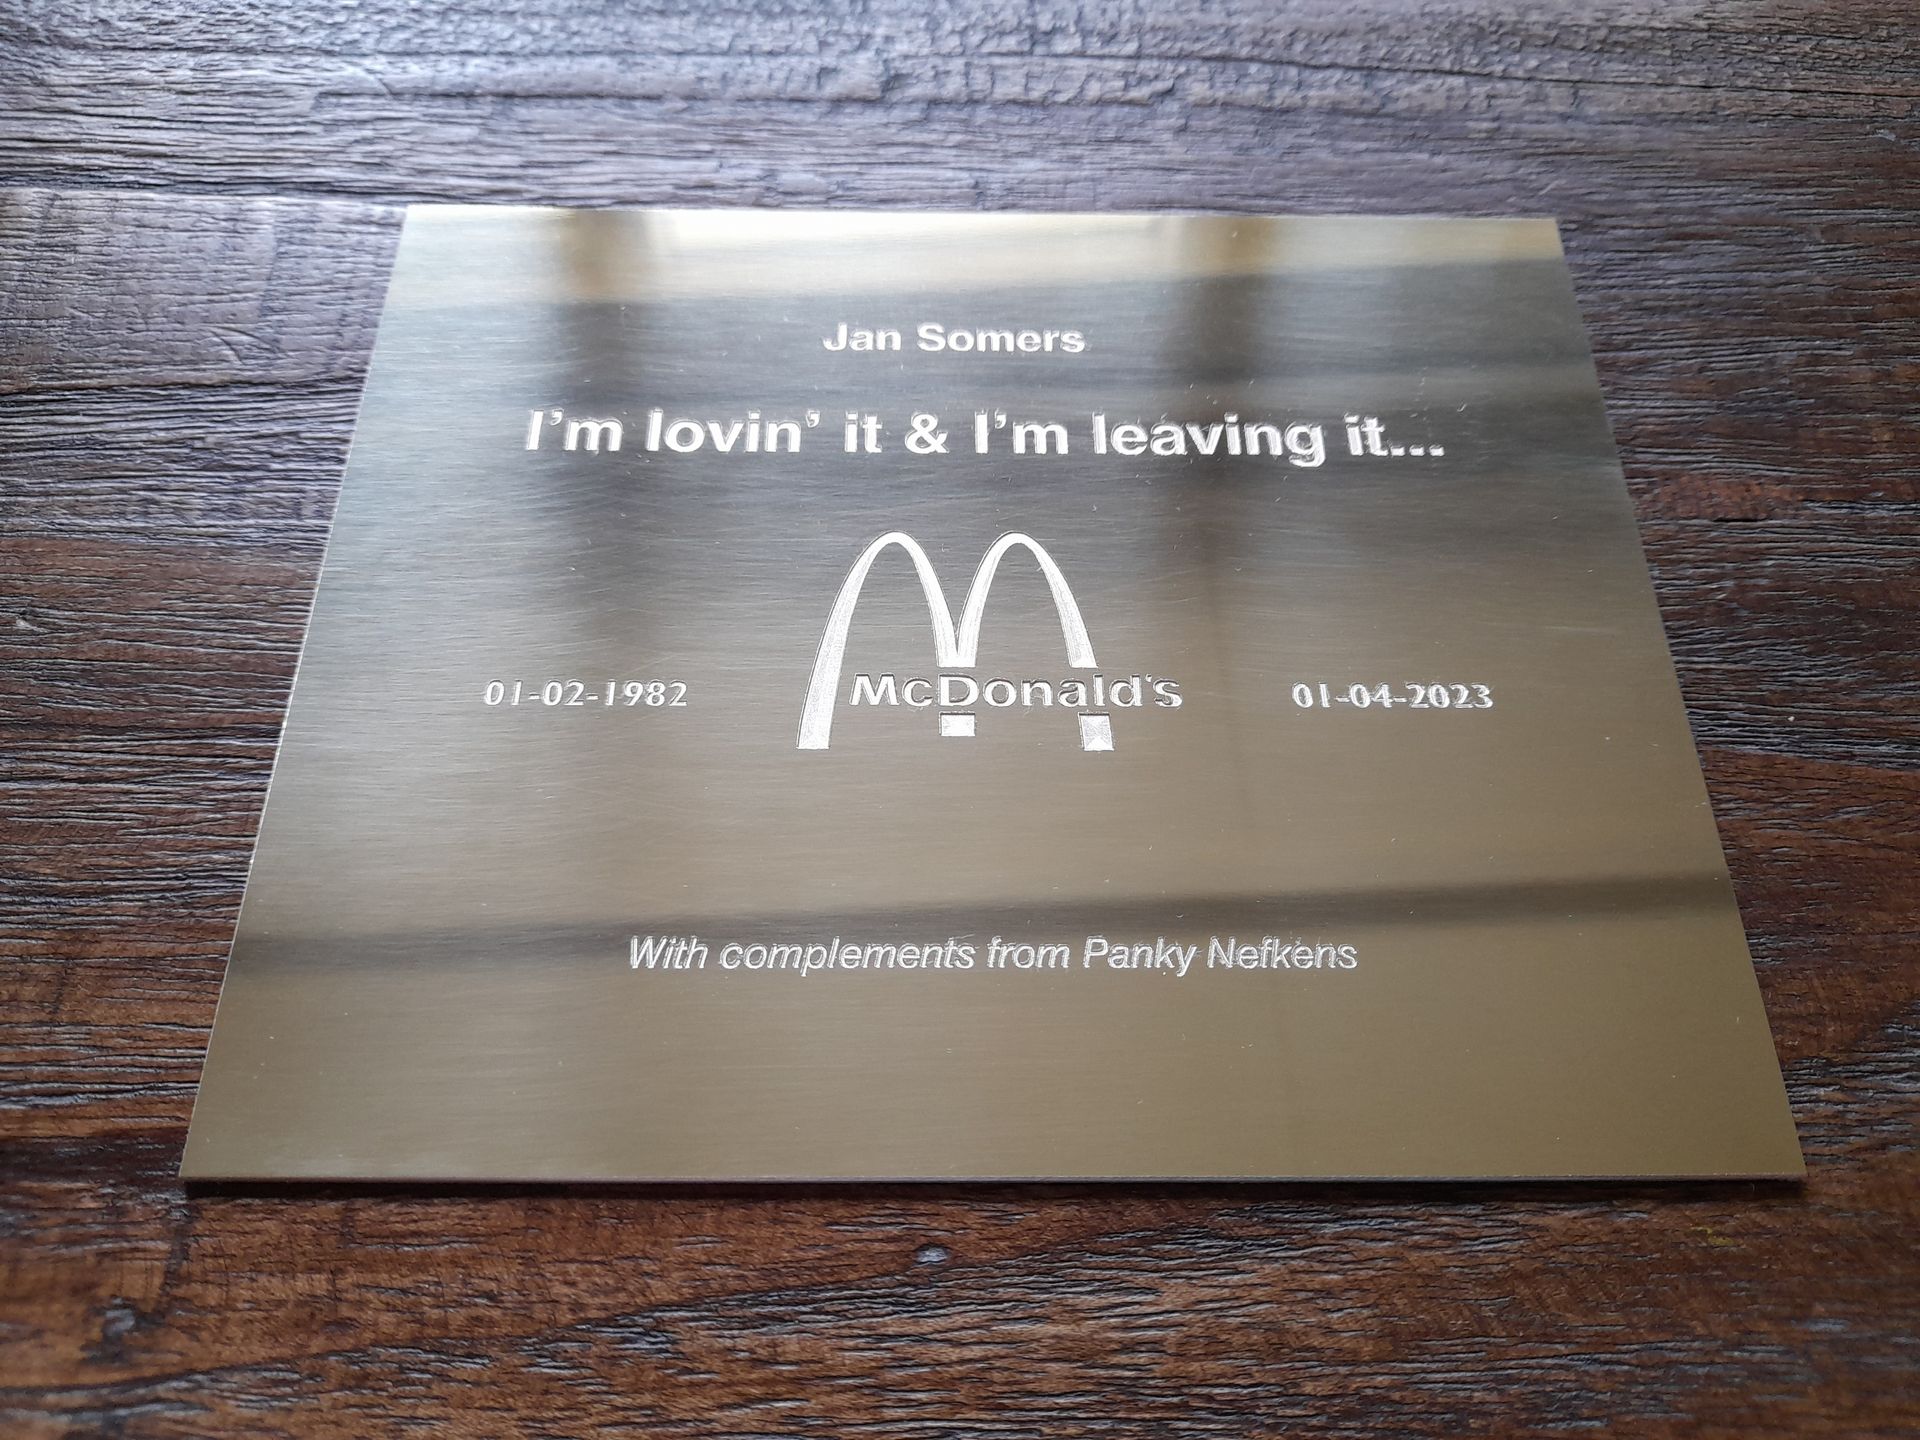 Jan Somers
I'm lovin' it & I'm leaving it...
01-02-1982 McDonald's 01-04-2023
With complements from Panky Nefkens